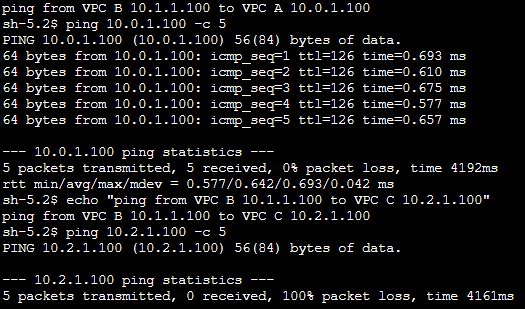 ping from VPC B 10.1.1.100 to VPC A 10.0.1.100
sh-5.2$ ping 10.0.1.100 -c 5
PING 10.0.1.100 (10.0.1.100) 56(84) bytes of data.
64 bytes from 10.0.1.100: icmp_seq=1 ttl=126 time=0.693 ms
64 bytes from 10.0.1.100: icmp_seq=2 ttl=126 time=0.610 ms
64 bytes from 10.0.1.100: icmp_seq=3 ttl=126 time=0.675 ms
64 bytes from 10.0.1.100: icmp_seq=4 ttl=126 time=0.577 ms
64 bytes from 10.0.1.100: icmp_seq=5 ttl=126 time=0.657 ms

--- 10.0.1.100 ping statistics ---
5 packets transmitted, 5 received, 0% packet loss, time 4192ms
rtt min/avg/max/mdev = 0.577/0.642/0.693/0.042 ms
sh-5.2$ echo "ping from VPC B 10.1.1.100 to VPC C 10.2.1.100"
ping from VPC B 10.1.1.100 to VPC C 10.2.1.100
sh-5.2$ ping 10.2.1.100 -c 5
PING 10.2.1.100 (10.2.1.100) 56(84) bytes of data.

--- 10.2.1.100 ping statistics ---
5 packets transmitted, 0 received, 100% packet loss, time 4161ms